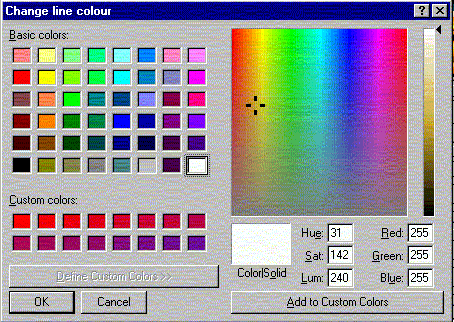 Change line colour
Basic colors:
Custom colors:
Hue: 31 Red: 255
Sat: 142 Green: 255
Color|Solid Lum: 240 Blue: 255
Define Custom Colors >>
OK Cancel Add to Custom Colors